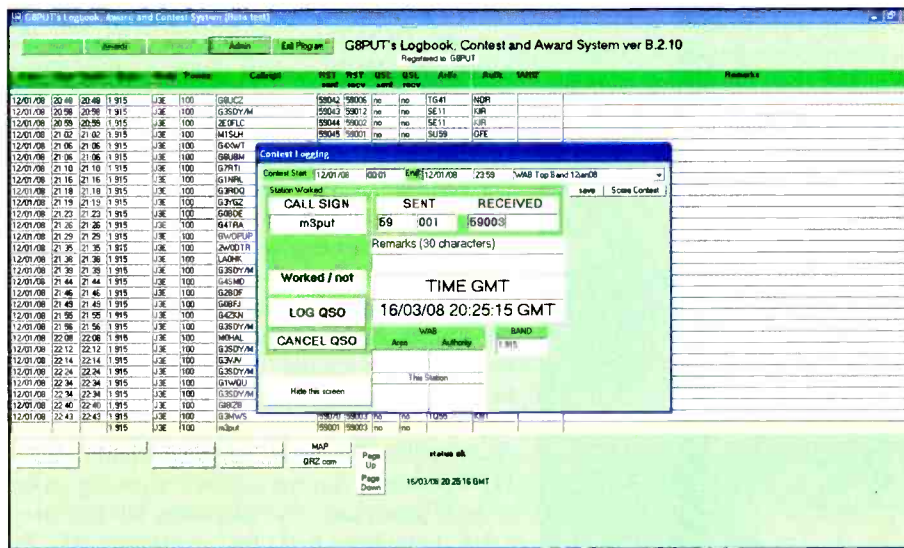 G8PUT's Logbook, Award and Contest System (Beta test)
Awards Admin Exit Program G8PUT's Logbook, Contest and Award System ver B.2.10
Registered to G8PUT
Power Callsign RST RST QSL QSL Area Auth Remarks
sent recv sent recv
12/01/08 20 48 20:48 1.915 J3E 100 G8JCZ 59042 59006 no no TG41 NOR
12/01/08 20 58 20:58 1.915 J3E 100 G3SDY/M 59043 59012 no no SE11 KIR
12/01/08 20 59 20:59 1.915 J3E 100 2E0FLC 59044 59002 no no SE11 KIR
12/01/08 21 02 21:02 1.915 J3E 100 M1SLH 59045 59001 no no SU59 GFE
12/01/08 21 06 21 06 1.915 J3E 100 G4XWT
12/01/08 21 06 21:06 1.915 J3E 100 G8UBM
12/01/08 21 10 21 10 1.915 J3E 100 G7RTI
12/01/08 21 16 21 16 1.915 J3E 100 G1NRL
12/01/08 21 18 21 18 1.915 J3E 100 G3RDQ
12/01/08 21 19 21 19 1.915 J3E 100 G3YGZ
12/01/08 21 23 21 23 1.915 J3E 100 G0BDE
12/01/08 21 26 21 26 1.915 J3E 100 G4TRA
12/01/08 21 29 21 29 1.915 J3E 100
12/01/08 21 35 21 35 1.915 J3E 100 2W0DTR
12/01/08 21 38 21 38 1.915 J3E 100 LA0HK
12/01/08 21 39 21 39 1.915 J3E 100 G3SDY/M
12/01/08 21 44 21 44 1.915 J3E 100 G4SMD
12/01/08 21 46 21 46 1.915 J3E 100 G2BOF
12/01/08 21 49 21 49 1.915 J3E 100 G0BFJ
12/01/08 21 55 21 55 1.915 J3E 100 G4ZKN
12/01/08 21 56 21 56 1.915 J3E 100 G3SDY/M
12/01/08 22 08 22 08 1.915 J3E 100 M0HAL
12/01/08 22 12 22 12 1.915 J3E 100 G3SDY/M
12/01/08 22 14 22 14 1.915 J3E 100 G3VJV
12/01/08 22 24 22 24 1.915 J3E 100 G3SDY/M
12/01/08 22 34 22 34 1.915 J3E 100 G1WQU
12/01/08 22 34 22 34 1.915 J3E 100 G3SDY/M
12/01/08 22 40 22 40 1.915 J3E 100
12/01/08 22 43 22 43 1.915 J3E 100 G3MWS 59070 59003 no no TQ56 KNT
1.915 J3E 100 m3put 59001 59003 no no
Contest Logging
Contest Start 12/01/08 00:01 End 12/01/08 23:59 WAB Top Band 12Jan08
Station Worked save Score Contest
CALL SIGN SENT RECEIVED
m3put 59 001 59003
Remarks (30 characters)
Worked / not
TIME GMT
LOG QSO 16/03/08 20:25:15 GMT
CANCEL QSO WAB BAND
Area Authority 1.915
This Station
Hide this screen
MAP
QRZ com
Page Up
Page Down
status ok
16/03/08 20 25 16 GMT